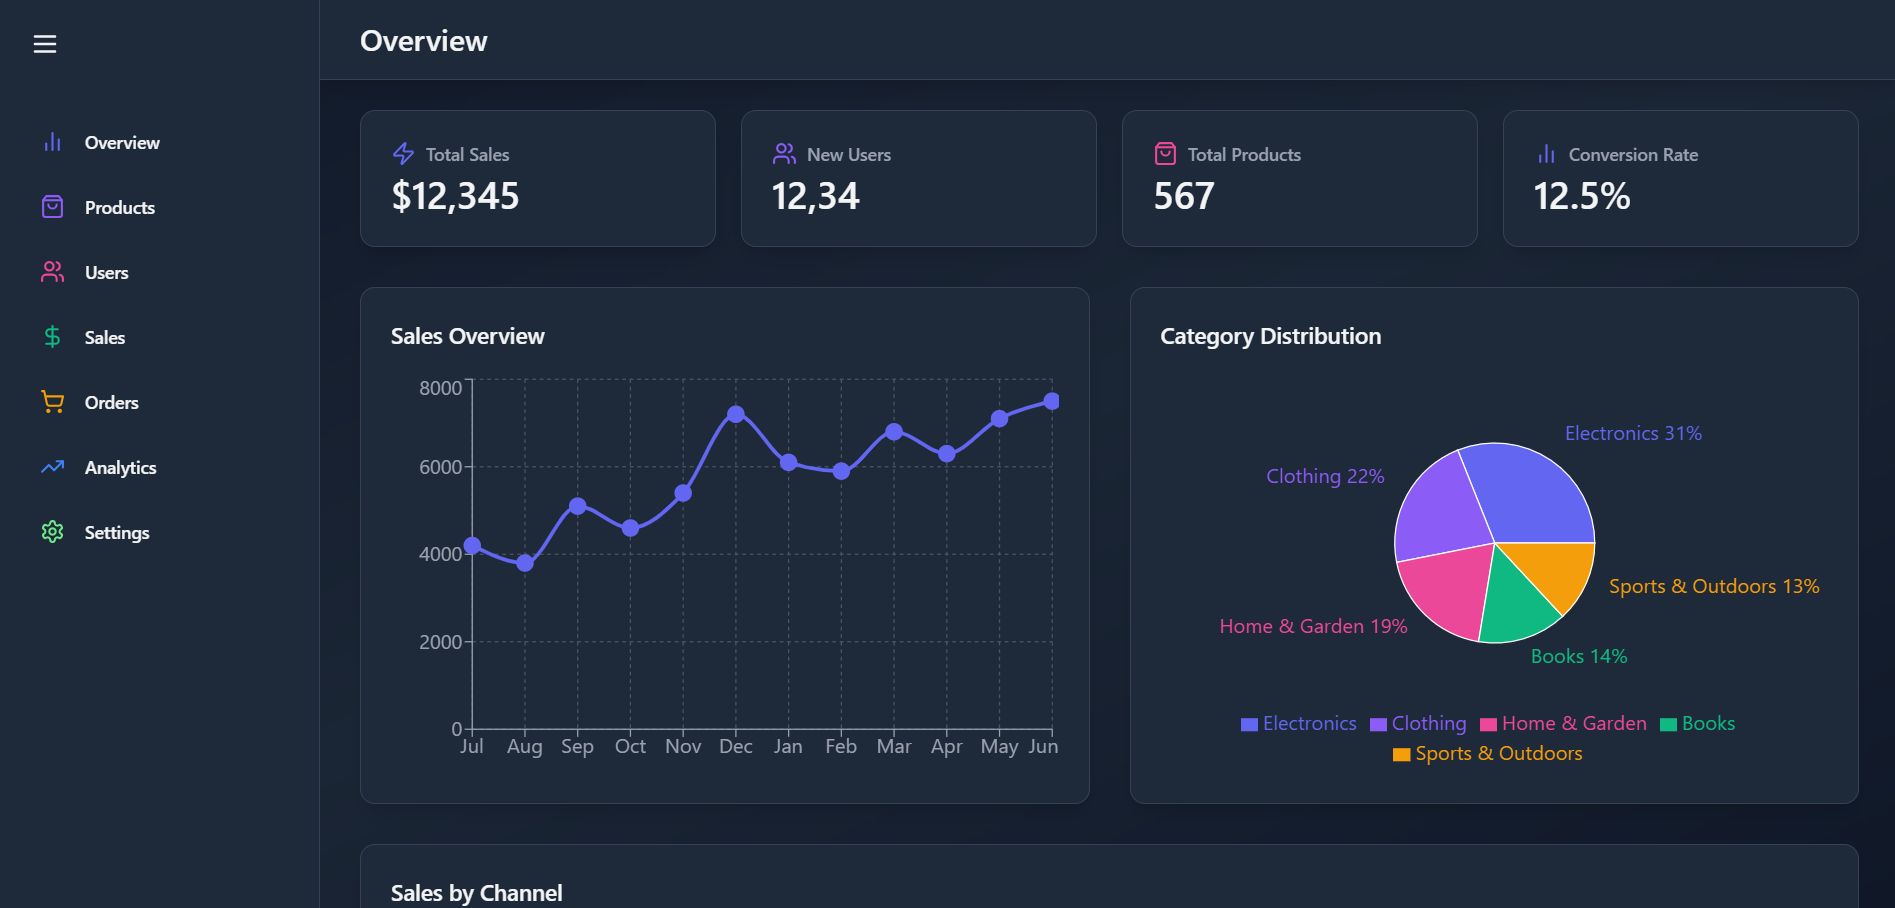 Overview
Products
Users
Sales
Orders
Analytics
Settings
Overview
Total Sales
$12,345
New Users
12,34
Total Products
567
Conversion Rate
12.5%
Sales Overview
8000
6000
4000
2000
0
Jul Aug Sep Oct Nov Dec Jan Feb Mar Apr May Jun
Category Distribution
Electronics 31%
Clothing 22%
Sports & Outdoors 13%
Home & Garden 19%
Books 14%
Electronics Clothing Home & Garden Books
Sports & Outdoors
Sales by Channel